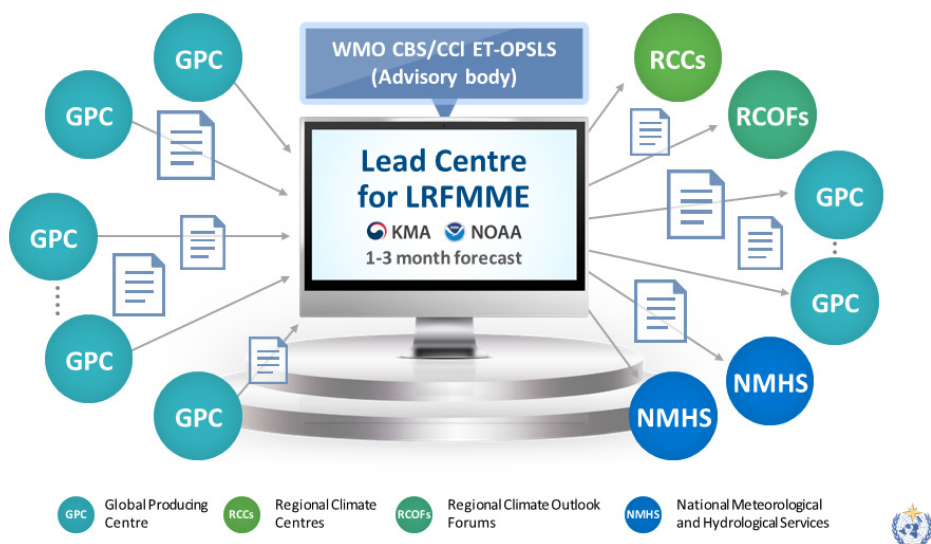 WMO CBS/CCl ET-OPSLS
(Advisory body)
GPC
GPC
GPC
GPC
GPC
Lead Centre
for LRFMME
KMA NOAA
1-3 month forecast
RCCs
RCOFs
GPC
GPC
NMHS
NMHS
GPC Global Producing
Centre
RCCs Regional Climate
Centres
RCOFs Regional Climate Outlook
Forums
NMHS National Meteorological
and Hydrological Services